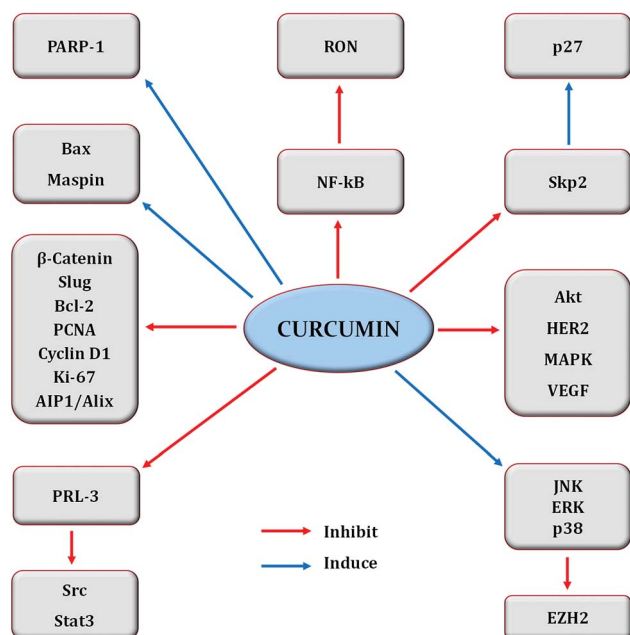 PARP-1
RON
p27
Bax
Maspin
NF-kB
Skp2
β-Catenin
Slug
Bcl-2
PCNA
Cyclin D1
Ki-67
AIP1/Alix
CURCUMIN
Akt
HER2
MAPK
VEGF
PRL-3
JNK
ERK
p38
Inhibit
Induce
Src
Stat3
EZH2